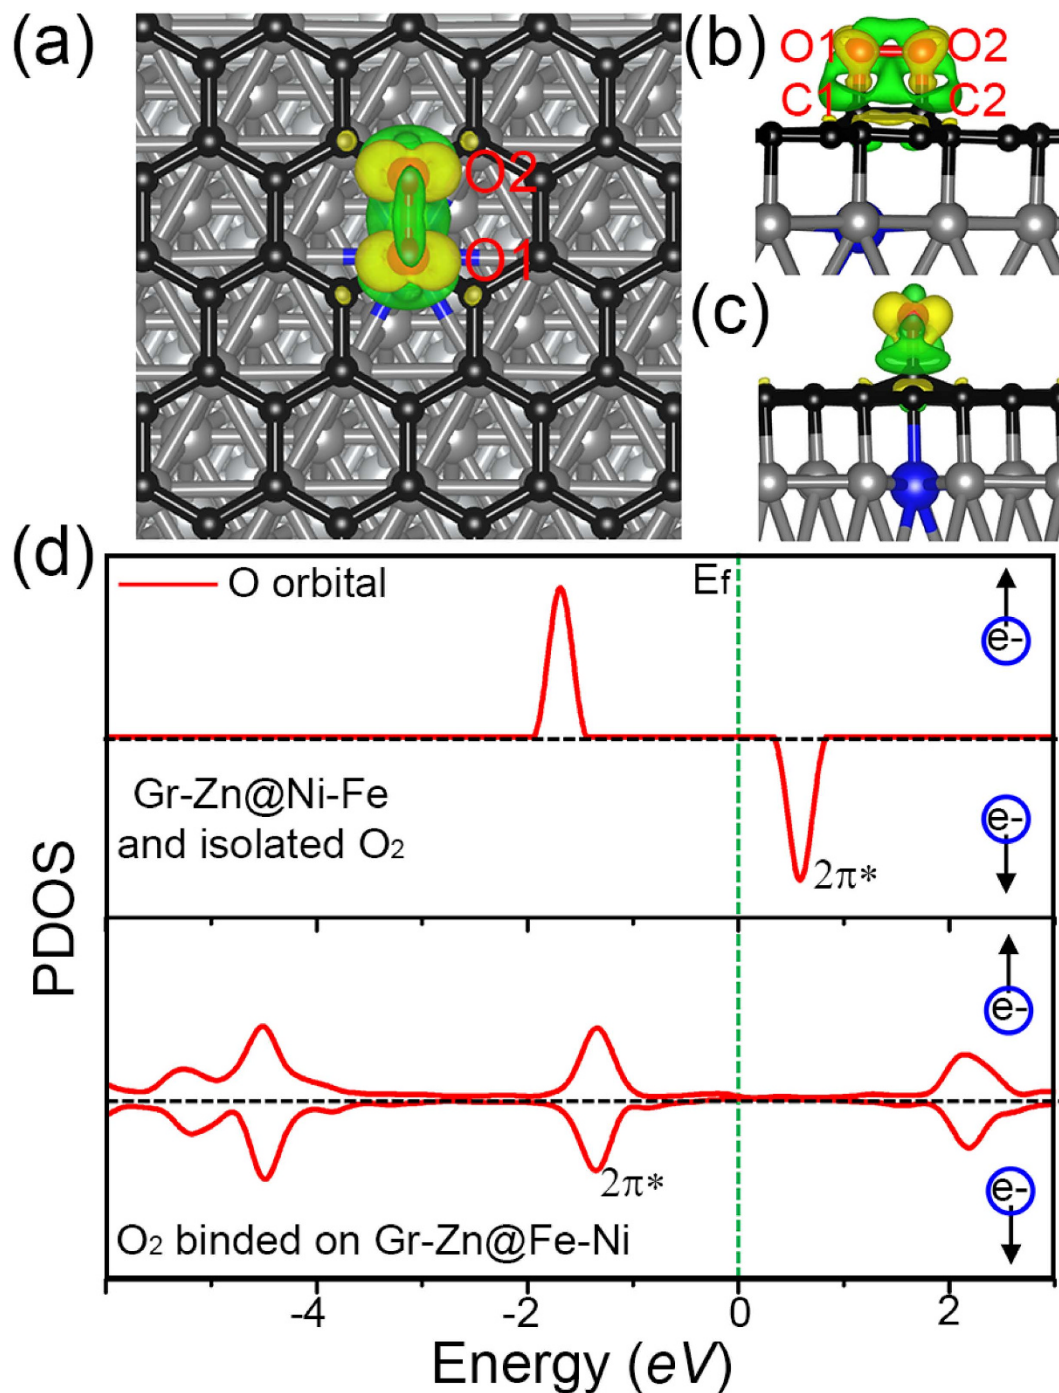 (a)
O2
O1
(b)
O1 O2
C1 C2
(c)
(d)
O orbital
Ef
e-
Gr-Zn@Ni-Fe
and isolated O₂
e-
2π*
PDOS
e-
2π*
e-
O₂ binded on Gr-Zn@Fe-Ni
-4 -2 0 2
Energy (eV)